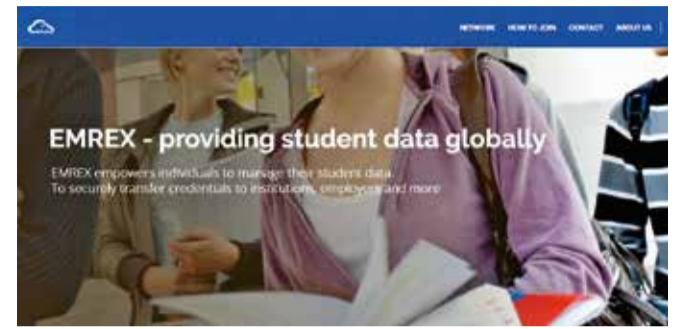 NETWORK HOW TO JOIN CONTACT ABOUT US
EMREX - providing student data globally
EMREX empowers individuals to manage their student data.
To securely transfer credentials to institutions, employers and more